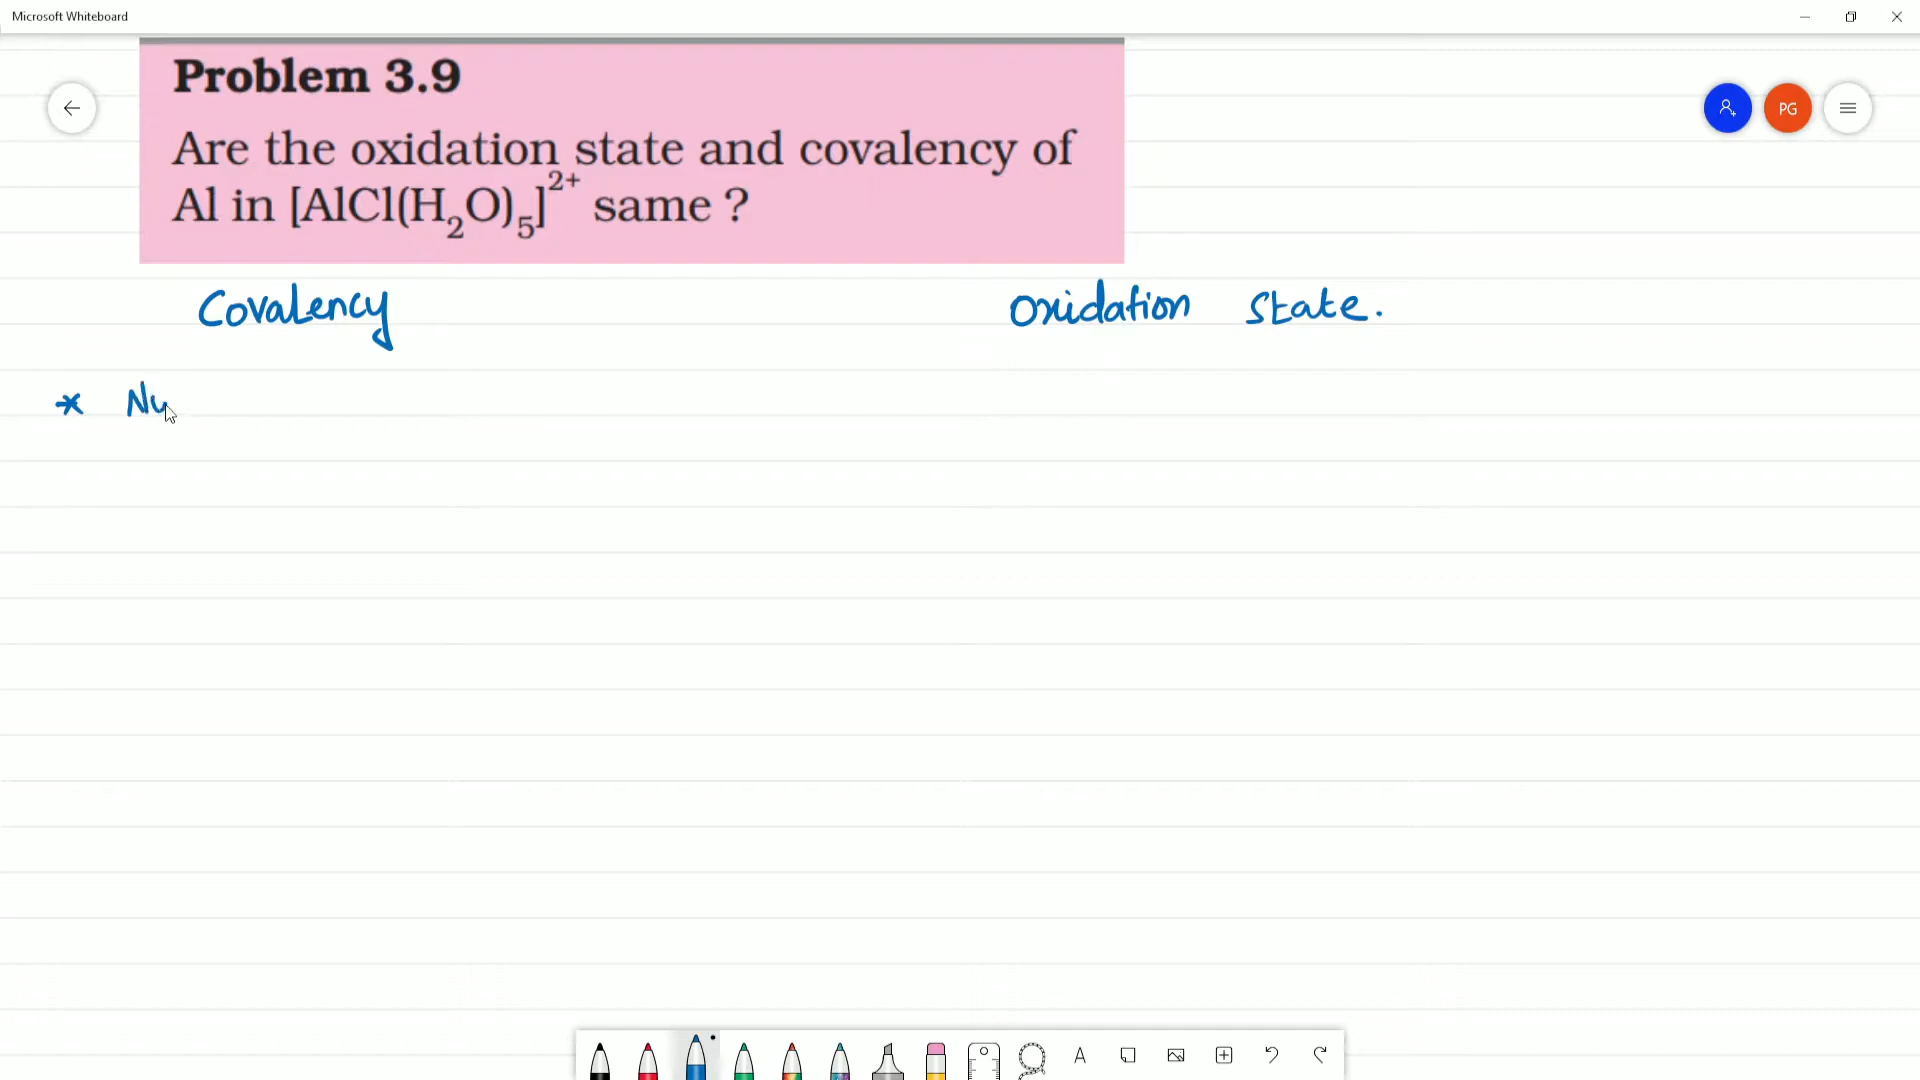 Microsoft Whiteboard
Problem 3.9
Are the oxidation state and covalency of
Al in [AlCl(H₂O)₅]²⁺ same ?
PG
Covalency
Oxidation State.
* Nu
A